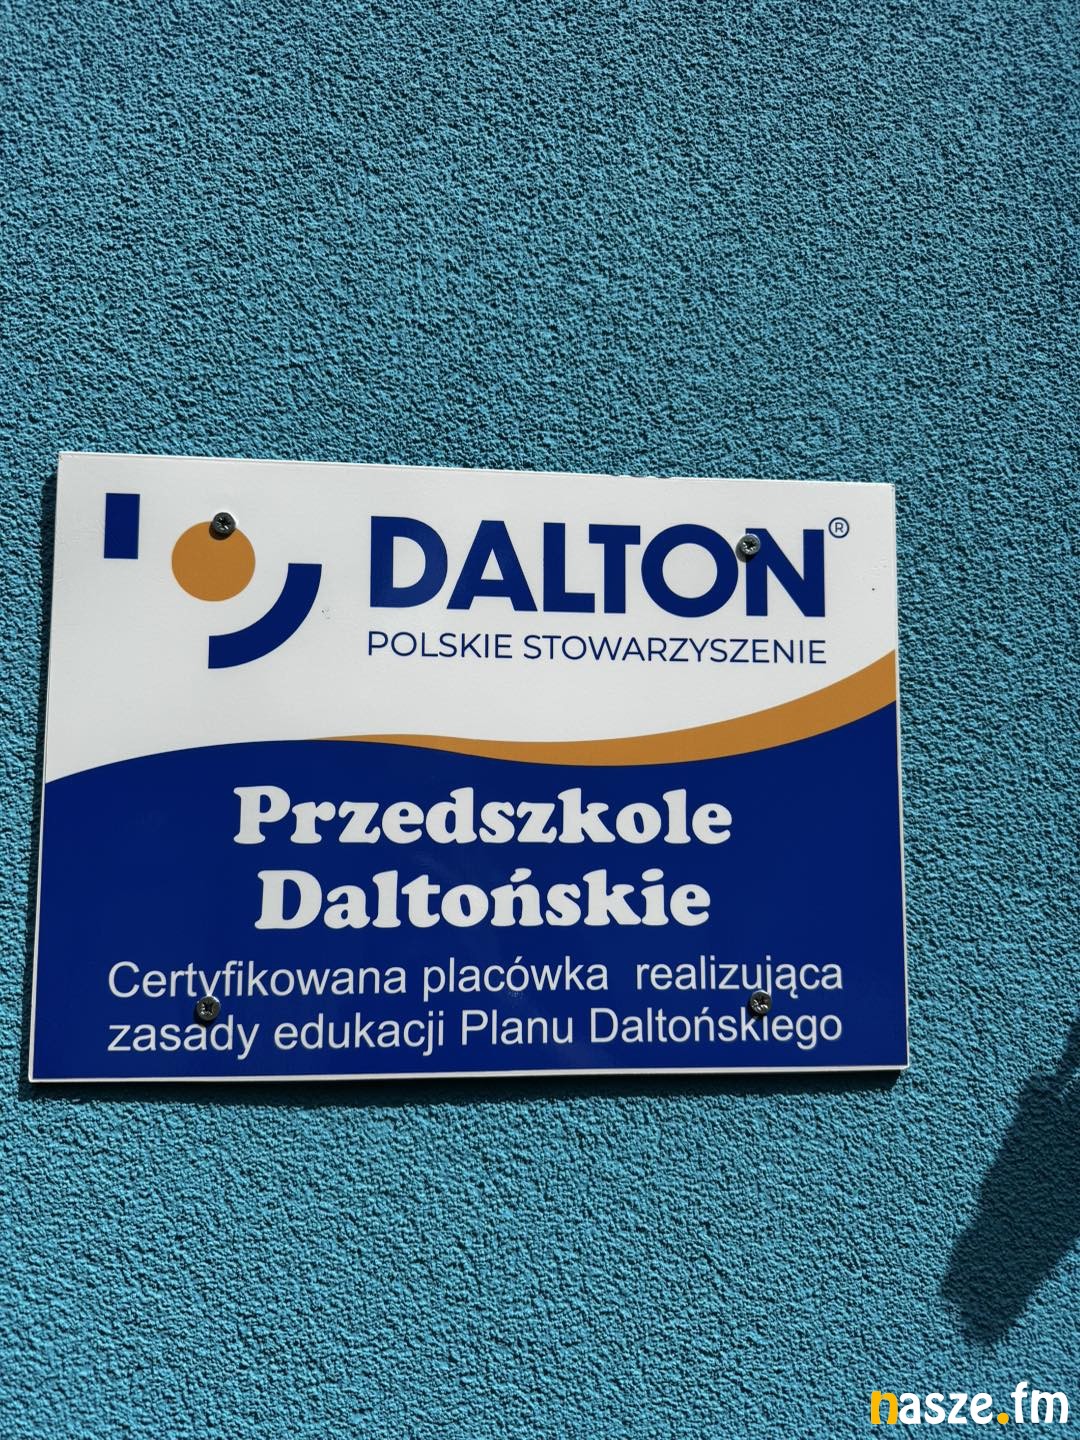 DALTON®
POLSKIE STOWARZYSZENIE
Przedszkole
Daltońskie
Certyfikowana placówka realizująca
zasady edukacji Planu Daltońskiego
nasze.fm